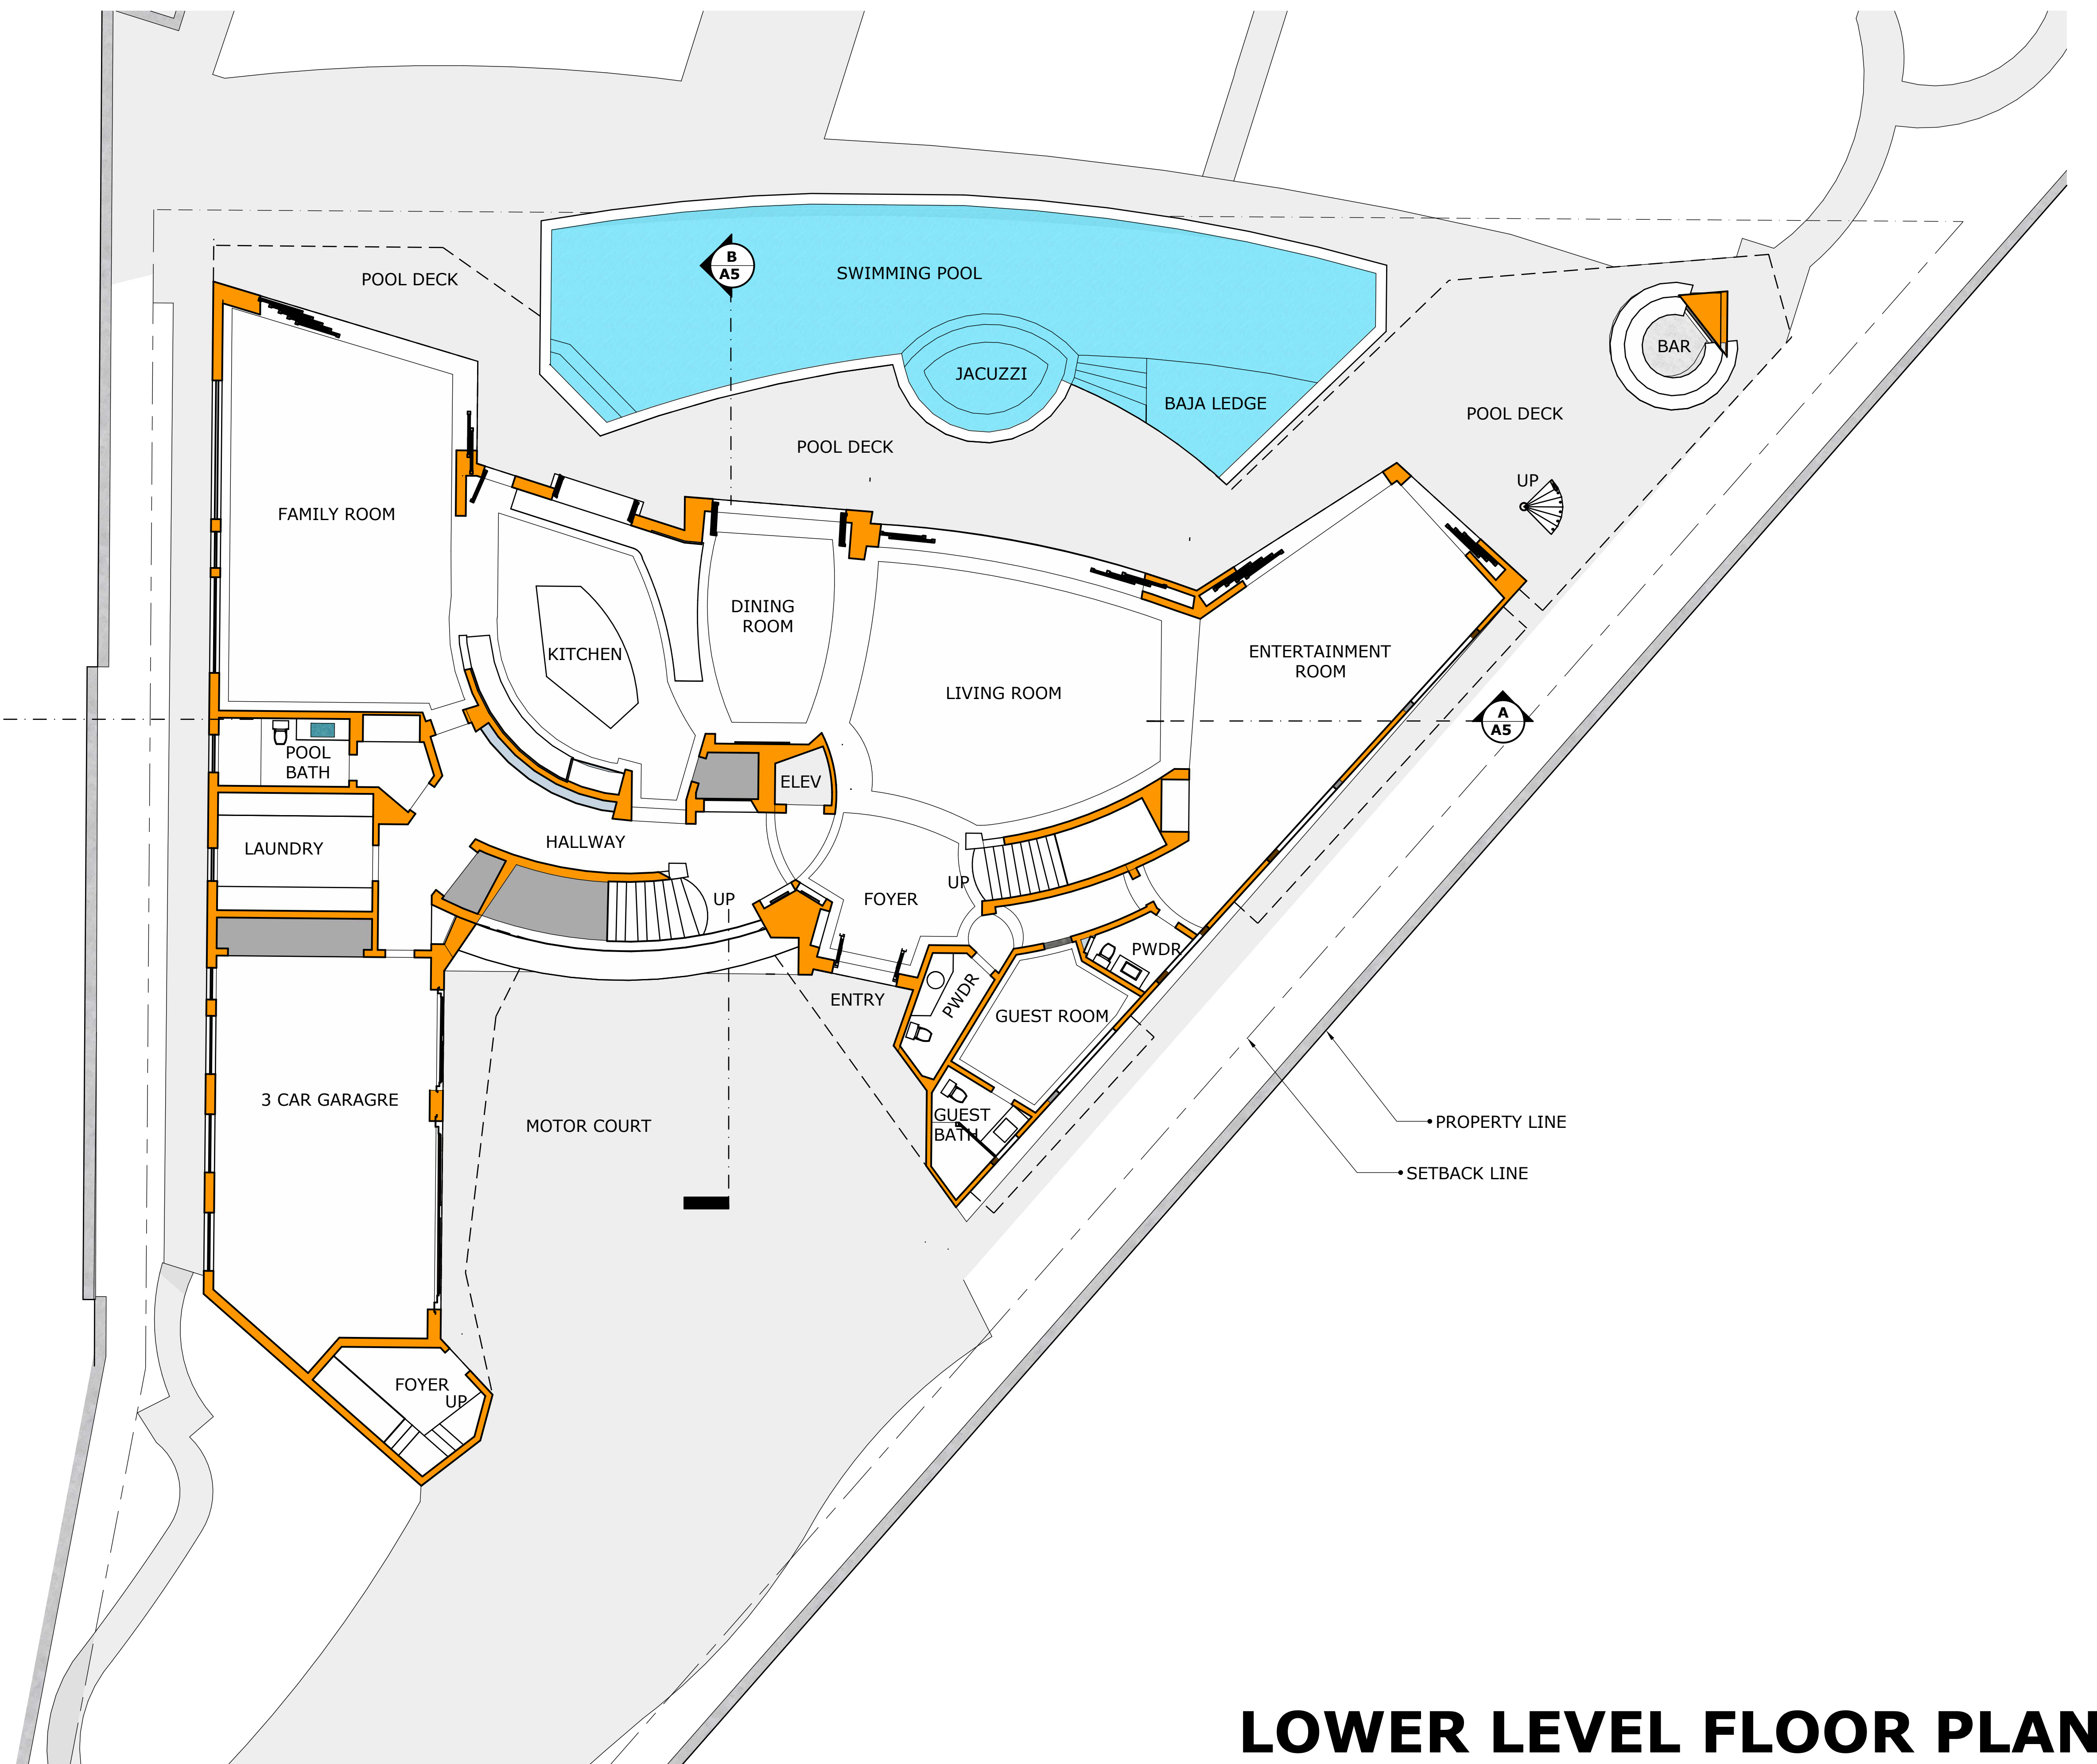 B
A5
SWIMMING POOL
POOL DECK
BAR
JACUZZI
BAJA LEDGE
POOL DECK
POOL DECK
UP
FAMILY ROOM
DINING
ROOM
KITCHEN
ENTERTAINMENT
ROOM
LIVING ROOM
A
A5
POOL
BATH
ELEV
HALLWAY
LAUNDRY
UP
FOYER
UP
PWDR
PWDR
ENTRY
GUEST ROOM
3 CAR GARAGRE
GUEST
BATH
MOTOR COURT
PROPERTY LINE
SETBACK LINE
FOYER
UP
LOWER LEVEL FLOOR PLAN